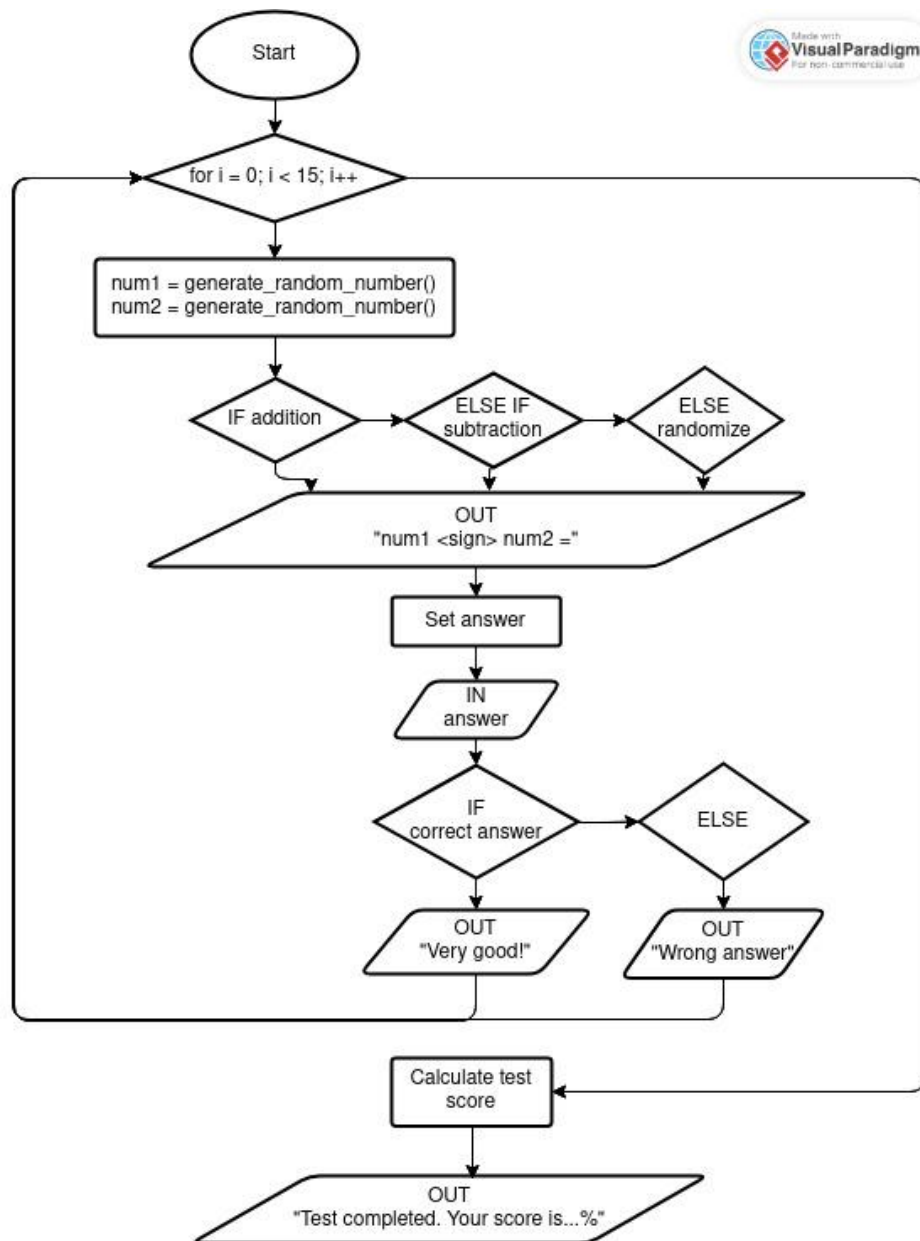 Start
Made with
VisualParadigm
For non-commercial use
for i = 0; i < 15; i++
num1 = generate_random_number()
num2 = generate_random_number()
IF addition
ELSE IF
subtraction
ELSE
randomize
OUT
"num1 <sign> num2 ="
Set answer
IN
answer
IF
correct answer
ELSE
OUT
"Very good!"
OUT
"Wrong answer"
Calculate test
score
OUT
"Test completed. Your score is...%"